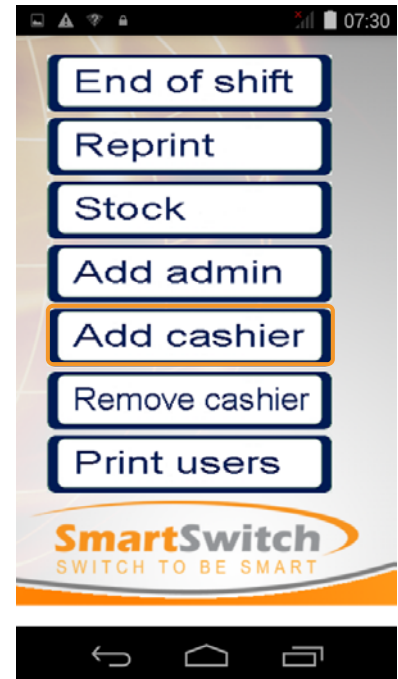 07:30
End of shift
Reprint
Stock
Add admin
Add cashier
Remove cashier
Print users
SmartSwitch
SWITCH TO BE SMART